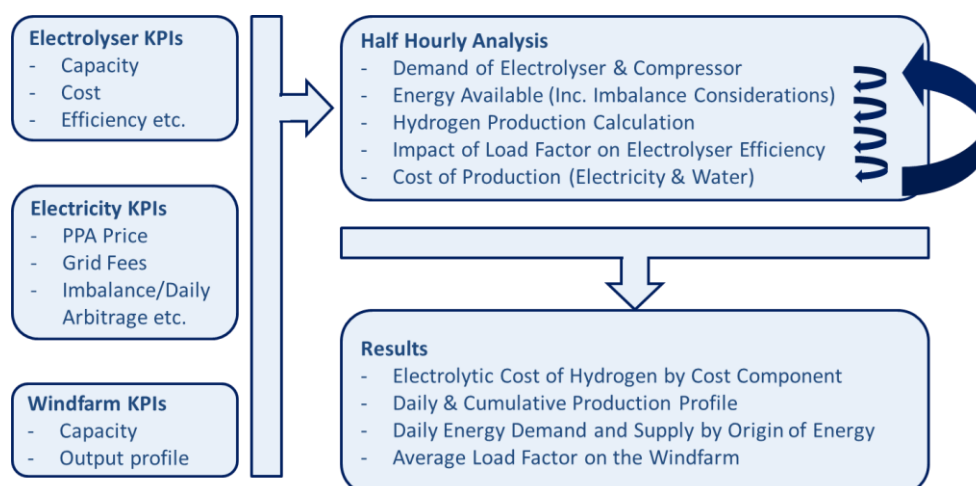 Electrolyser KPIs
- Capacity
- Cost
- Efficiency etc.
Electricity KPIs
- PPA Price
- Grid Fees
- Imbalance/Daily
Arbitrage etc.
Windfarm KPIs
- Capacity
- Output profile
Half Hourly Analysis
- Demand of Electrolyser & Compressor
- Energy Available (Inc. Imbalance Considerations)
- Hydrogen Production Calculation
- Impact of Load Factor on Electrolyser Efficiency
- Cost of Production (Electricity & Water)
Results
- Electrolytic Cost of Hydrogen by Cost Component
- Daily & Cumulative Production Profile
- Daily Energy Demand and Supply by Origin of Energy
- Average Load Factor on the Windfarm